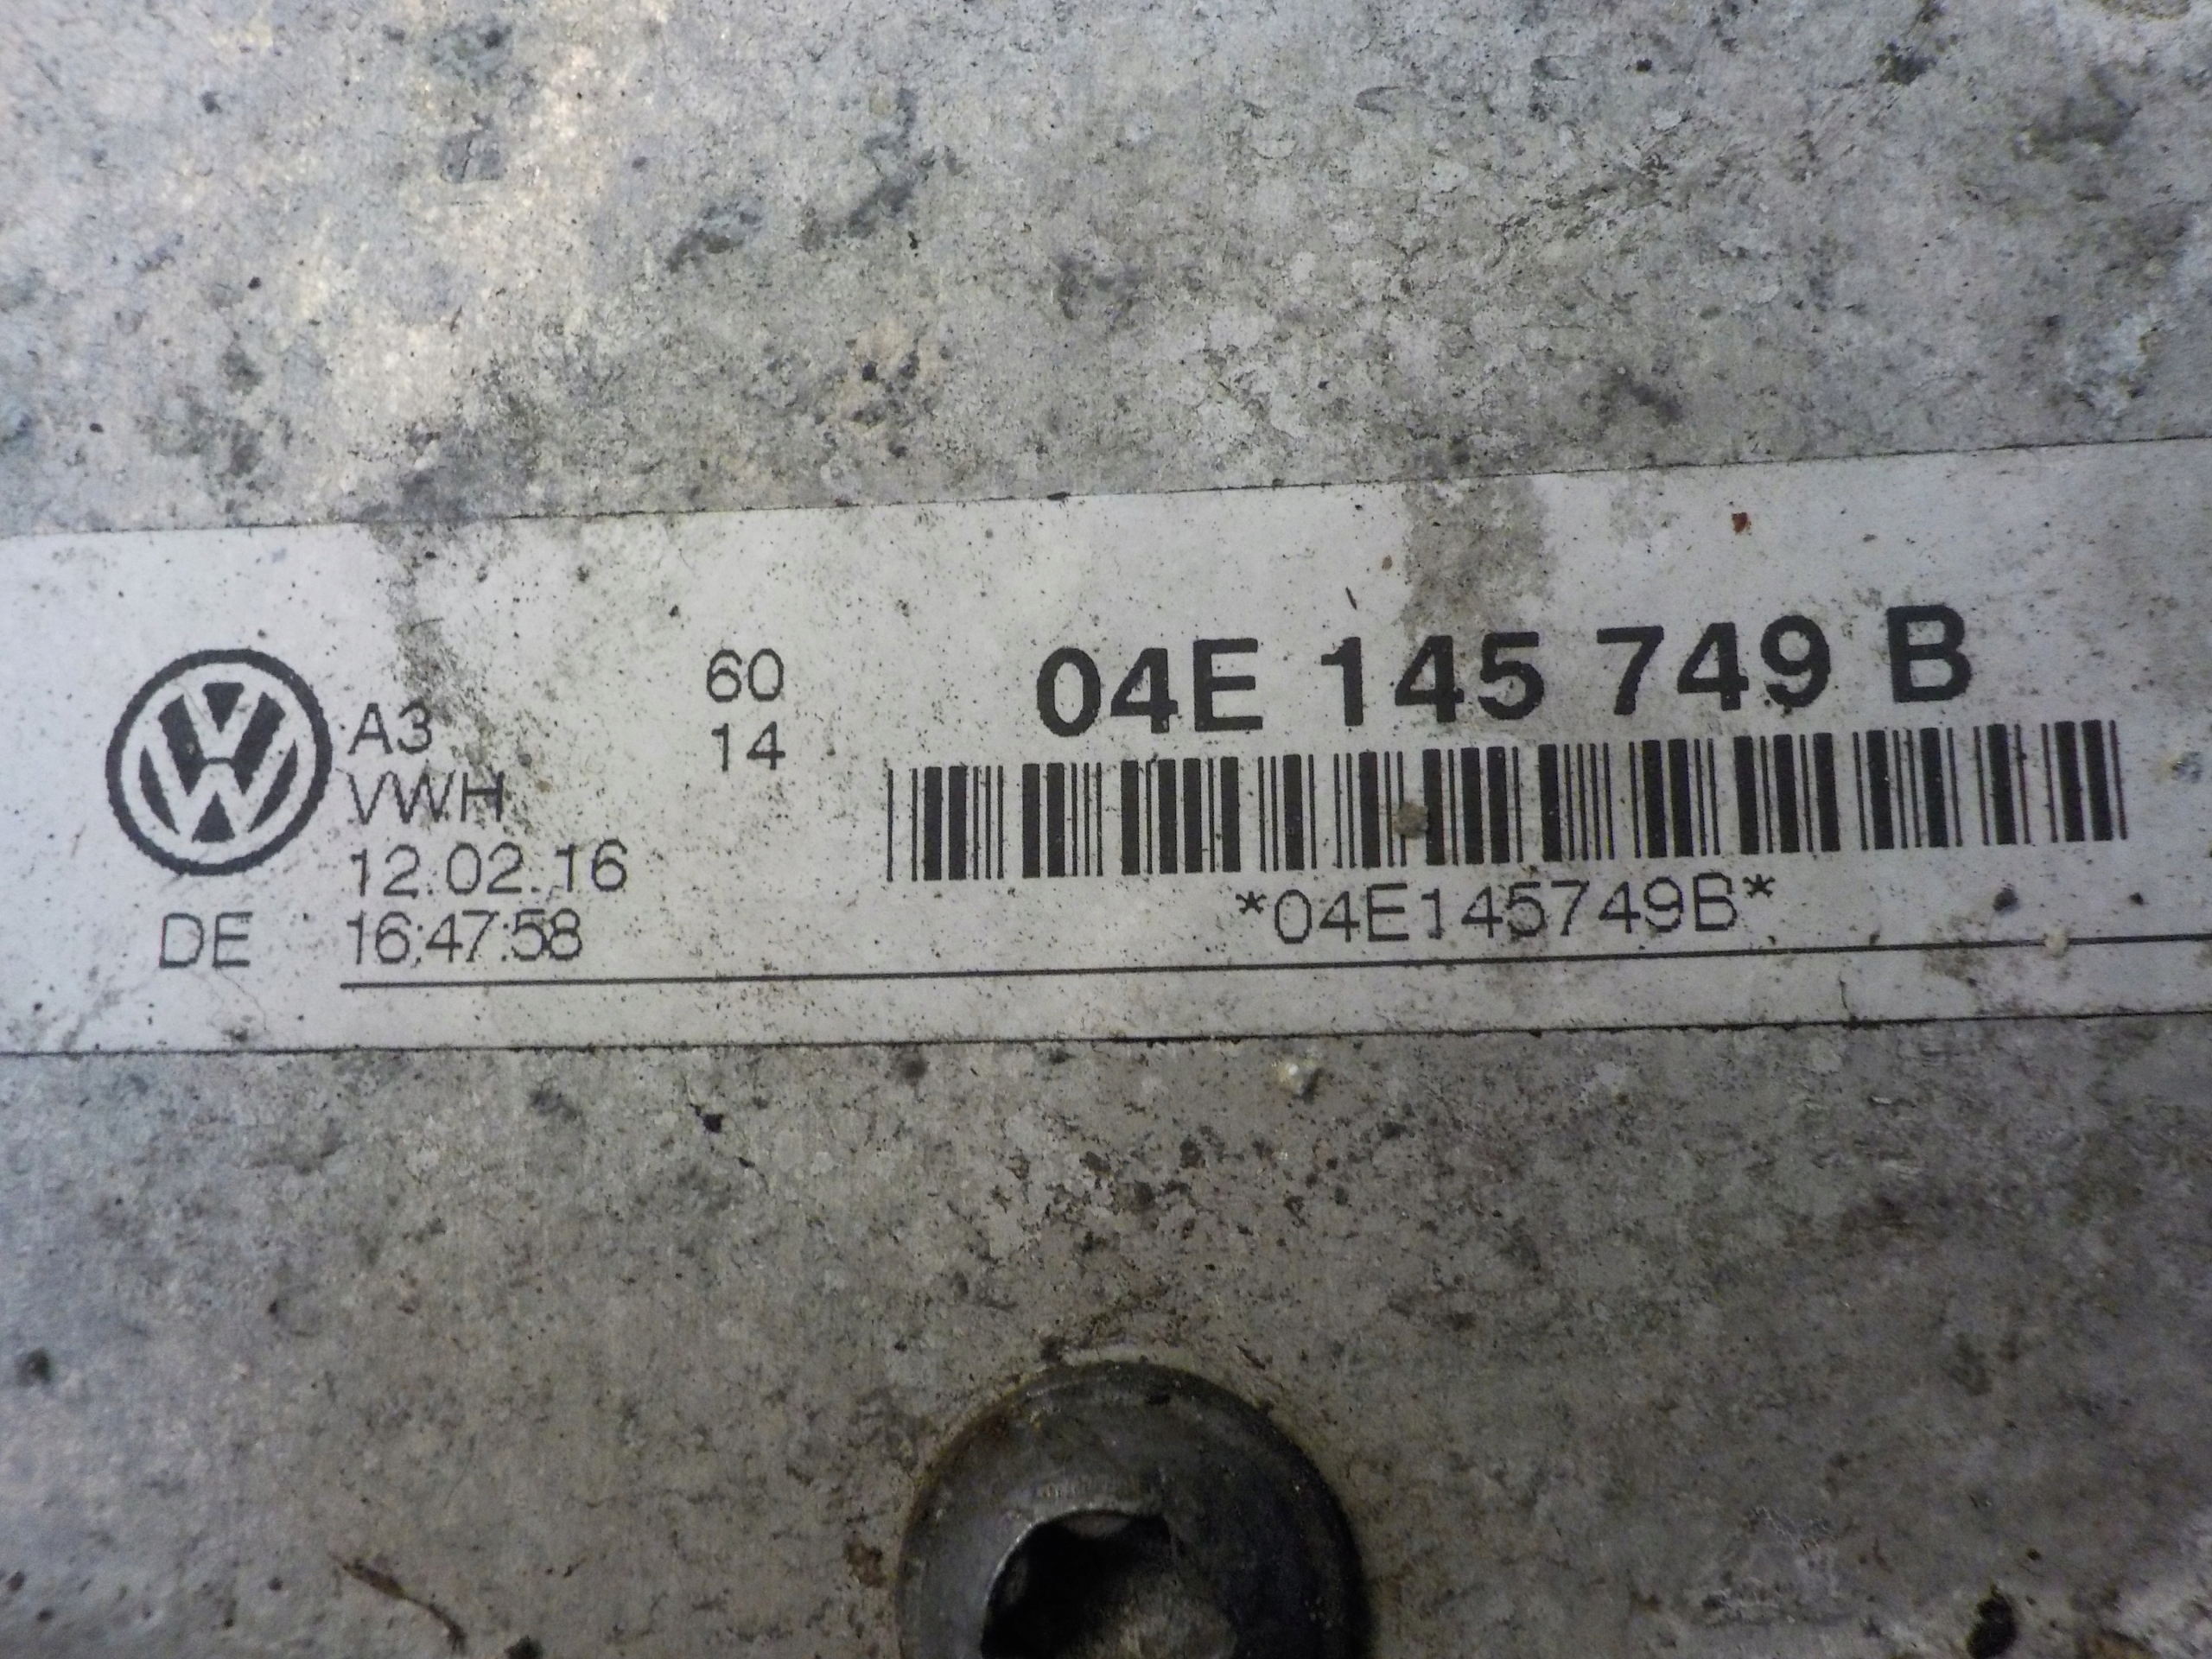 04E 145 749 B
60
14
A3
VWH
12.02.16
DE 16:47:58
*04E145749B*